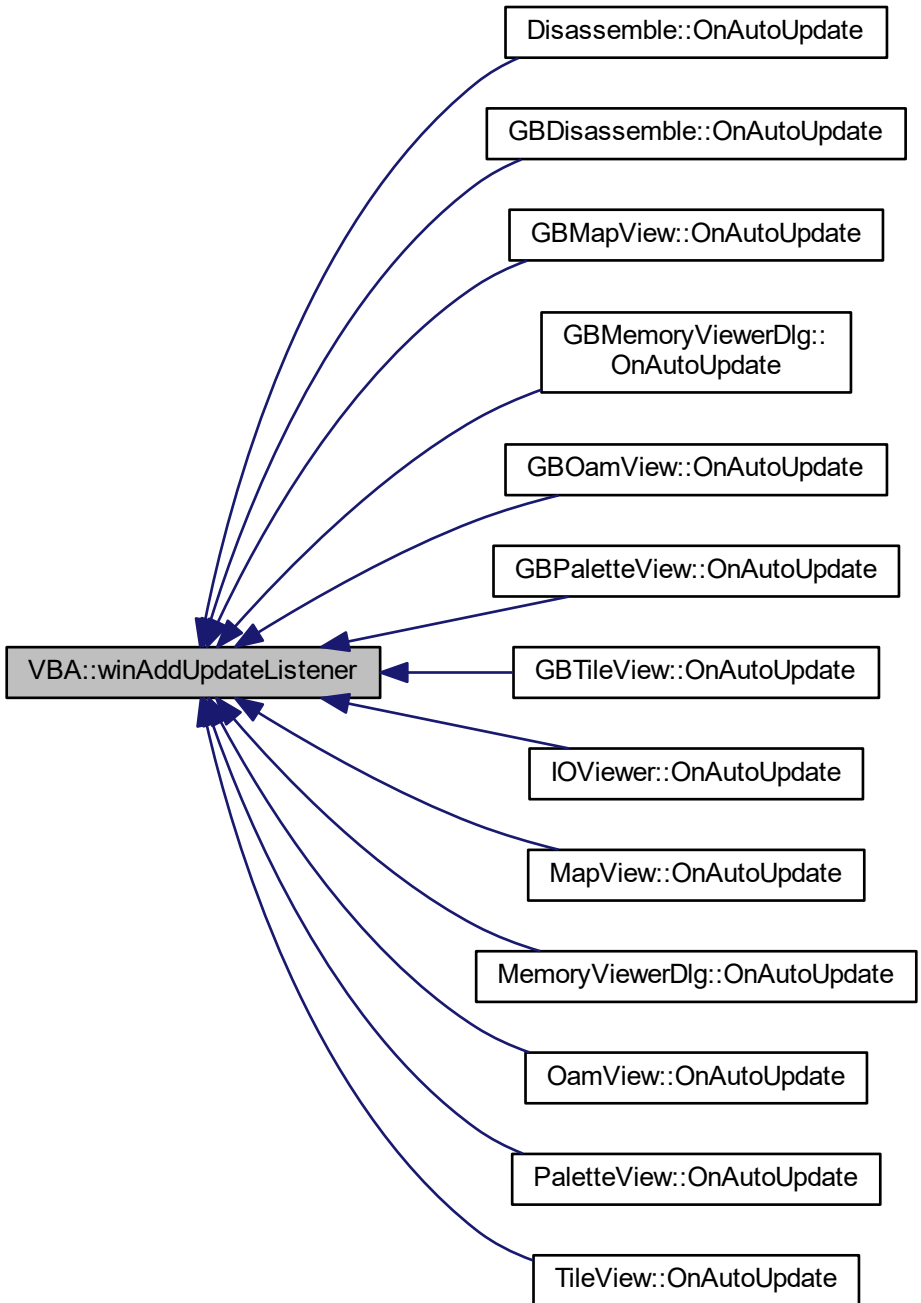 Disassemble::OnAutoUpdate
GBDisassemble::OnAutoUpdate
GBMapView::OnAutoUpdate
GBMemoryViewerDlg::
OnAutoUpdate
GBOamView::OnAutoUpdate
GBPaletteView::OnAutoUpdate
VBA::winAddUpdateListener
GBTileView::OnAutoUpdate
IOViewer::OnAutoUpdate
MapView::OnAutoUpdate
MemoryViewerDlg::OnAutoUpdate
OamView::OnAutoUpdate
PaletteView::OnAutoUpdate
TileView::OnAutoUpdate